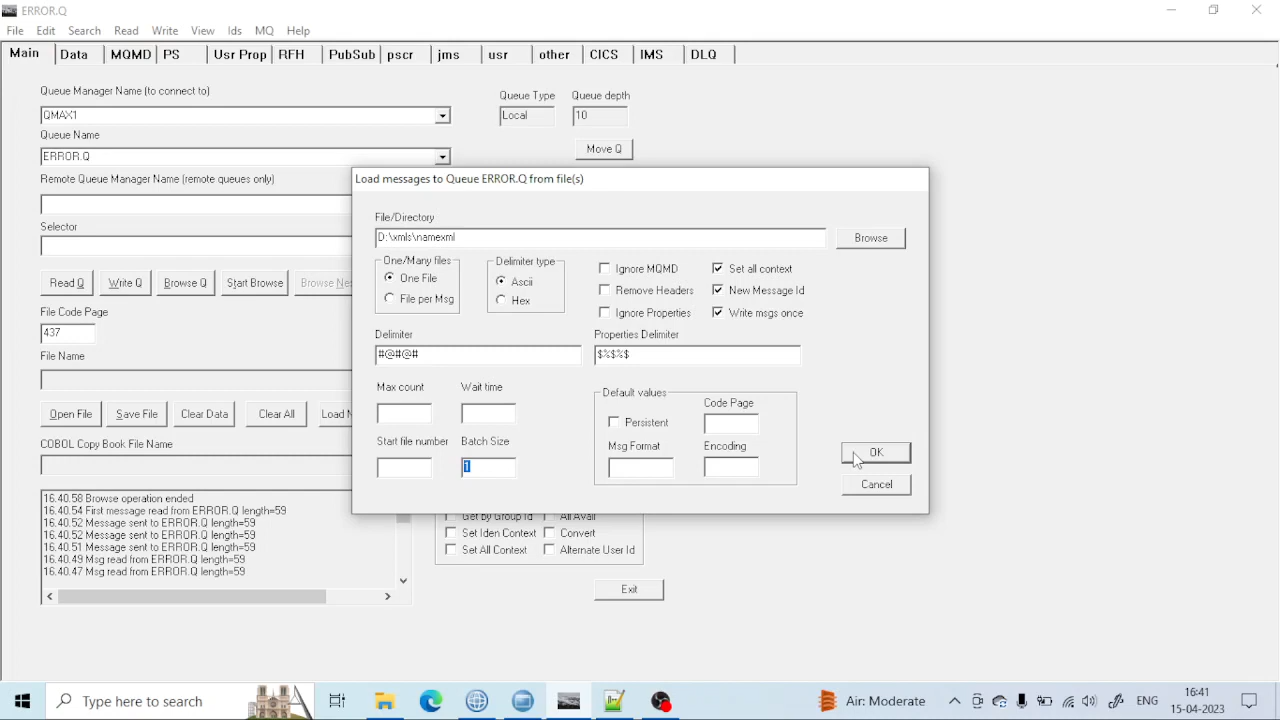 ERROR.Q
File Edit Search Read Write View Ids MQ Help
Main Data MQMD PS Usr Prop RFH PubSub pscr jms usr other CICS IMS DLQ
Queue Manager Name (to connect to)
Queue Type Queue depth
QMAX1
Local 10
Queue Name
ERROR.Q
Move Q
Remote Queue Manager Name (remote queues only)
Selector
Read Q Write Q Browse Q Start Browse
File Code Page
437
File Name
Open File Save File Clear Data Clear All
COBOL Copy Book File Name
Load messages to Queue ERROR.Q from file(s)
File/Directory
D:\xmls\namexml
Browse
One/Many files
One File
File per Msg
Delimiter type
Ascii
Hex
Ignore MQMD Set all context
Remove Headers New Message Id
Ignore Properties Write msgs once
Delimiter Properties Delimiter
#@#@# $%$%$
Max count Wait time
Start file number Batch Size
1
Default values
Code Page
Persistent
Msg Format Encoding
OK
Cancel
16.40.58 Browse operation ended
16.40.54 First message read from ERROR.Q length=59
16.40.52 Message sent to ERROR.Q length=59
16.40.52 Message sent to ERROR.Q length=59
16.40.51 Message sent to ERROR.Q length=59
16.40.49 Msg read from ERROR.Q length=59
16.40.47 Msg read from ERROR.Q length=59
Get by Group Id All Avail
Set Iden Context Convert
Set All Context Alternate User Id
Exit
Type here to search
Air: Moderate
ENG
16:41
15-04-2023